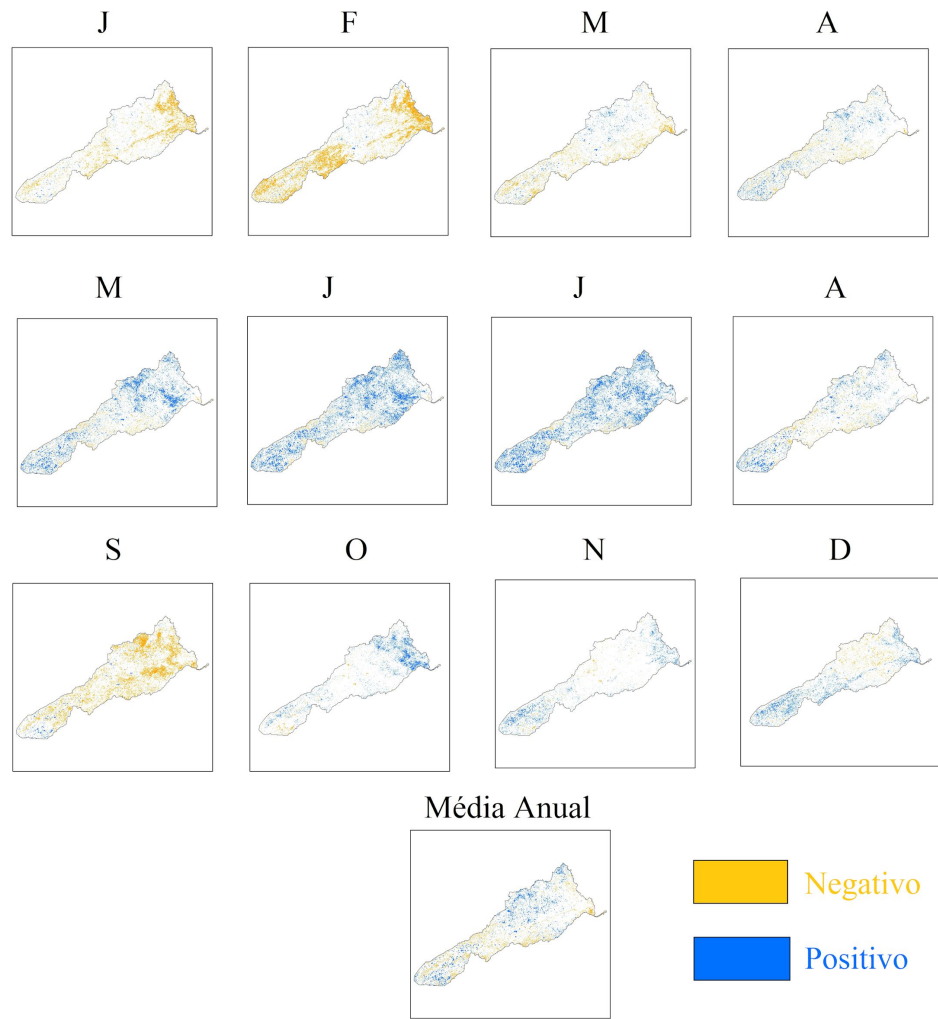 J F M A
M J J A
S O N D
Média Anual
Negativo
Positivo